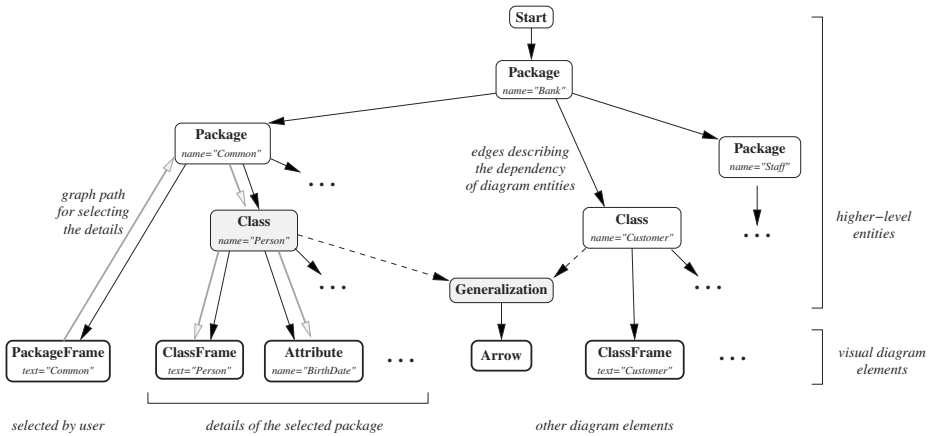 Start
Package
name="Bank"
Package
name="Common"
edges describing
the dependency
of diagram entities
Package
name="Staff"
...
graph path
for selecting
the details
Class
name="Person"
Class
name="Customer"
...
higher−level
entities
...
Generalization
...
PackageFrame
text="Common"
ClassFrame
text="Person"
Attribute
name="BirthDate"
...
Arrow
ClassFrame
text="Customer"
...
visual diagram
elements
selected by user
details of the selected package
other diagram elements